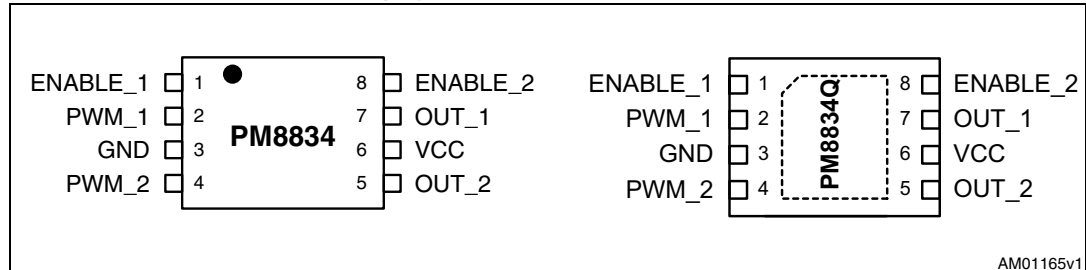 ENABLE_1 1 8 ENABLE_2
PWM_1 2 7 OUT_1
GND 3 PM8834 6 VCC
PWM_2 4 5 OUT_2
ENABLE_1 1 8 ENABLE_2
PWM_1 2 7 OUT_1
GND 3 PM8834Q 6 VCC
PWM_2 4 5 OUT_2
AM01165v1